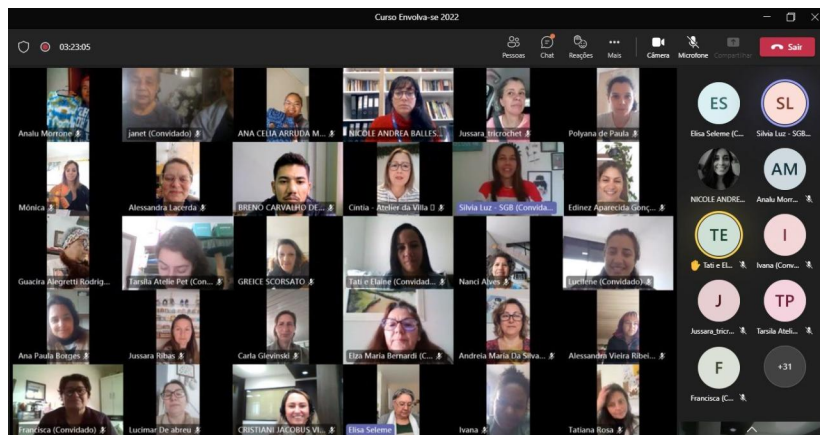 Curso Envolva-se 2022
03:23:05
Pessoas
Chat
Reações
Mais
Câmera
Microfone
Compartilhar
Sair
Analu Morrone
janet (Convidado)
ANA CELIA ARRUDA M...
NICOLE ANDREA BALLES...
Jussara_tricrochet
Polyana de Paula
Mônica
Alessandra Lacerda
BRENO CARVALHO DE...
Cintia - Atelier da Villa
Silvia Luz - SGB (Convida...
Edinez Aparecida Gonç...
Guacira Alegretti Rodrig...
Tarsila Atelie Pet (Con...
GREICE SCORSATO
Tati e Elaine (Convidad...
Nanci Alves
Lucilene (Convidado)
Ana Paula Borges
Jussara Ribas
Carla Glevinski
Elza Maria Bernardi (C...
Andreia Maria Da Silva...
Alessandra Vieira Ribei...
Francisca (Convidado)
Lucimar De abreu
CRISTIANI JACOBUS VI...
Elisa Seleme
Ivana
Tatiana Rosa
ES
SL
Elisa Seleme (C...
Silvia Luz - SGB...
AM
NICOLE ANDRE...
Analu Morr...
TE
I
Tati e El...
Ivana (Conv...
J
TP
Jussara_tricr...
Tarsila Ateli...
F
+31
Francisca (C...